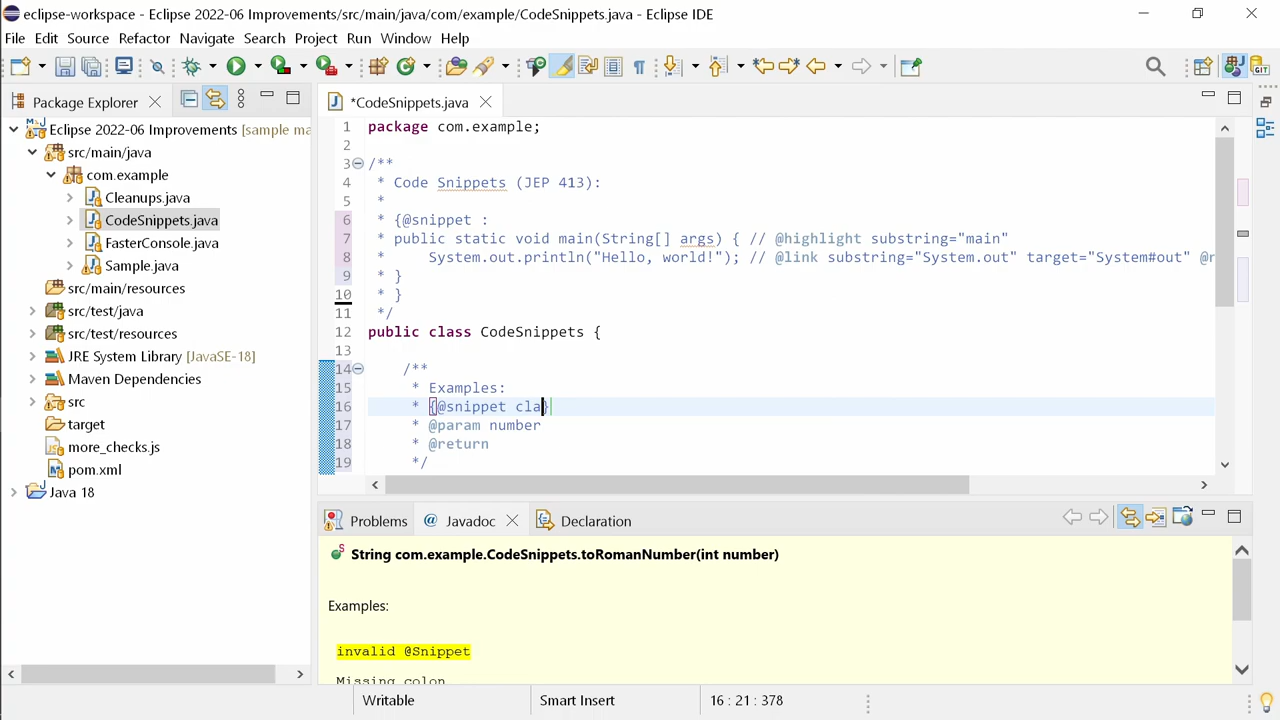 eclipse-workspace - Eclipse 2022-06 Improvements/src/main/java/com/example/CodeSnippets.java - Eclipse IDE
File Edit Source Refactor Navigate Search Project Run Window Help
Package Explorer
Eclipse 2022-06 Improvements [sample ma
src/main/java
com.example
Cleanups.java
CodeSnippets.java
FasterConsole.java
Sample.java
src/main/resources
src/test/java
src/test/resources
JRE System Library [JavaSE-18]
Maven Dependencies
src
target
more_checks.js
pom.xml
Java 18
*CodeSnippets.java
1 package com.example;
2
3 /**
4 * Code Snippets (JEP 413):
5 *
6 * {@snippet :
7 * public static void main(String[] args) { // @highlight substring="main"
8 * System.out.println("Hello, world!"); // @link substring="System.out" target="System#out" @r
9 * }
10 * }
11 */
12 public class CodeSnippets {
13
14 /**
15 * Examples:
16 * {@snippet cla}
17 * @param number
18 * @return
19 */
Problems @ Javadoc Declaration
String com.example.CodeSnippets.toRomanNumber(int number)
Examples:
invalid @Snippet
Missing colon
Writable Smart Insert 16 : 21 : 378